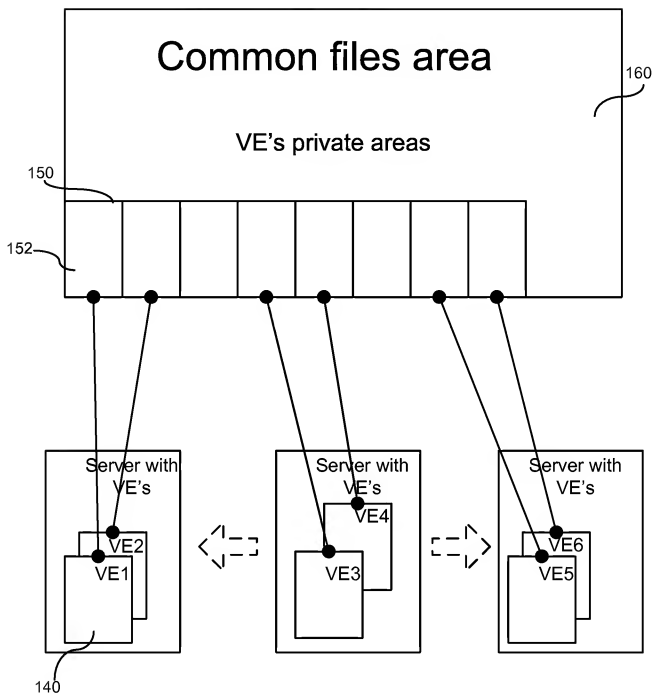 Common files area
160
VE's private areas
150
152
Server with
VE's
Server with
VE's
Server with
VE's
VE4
VE2
VE6
VE1
VE3
VE5
140